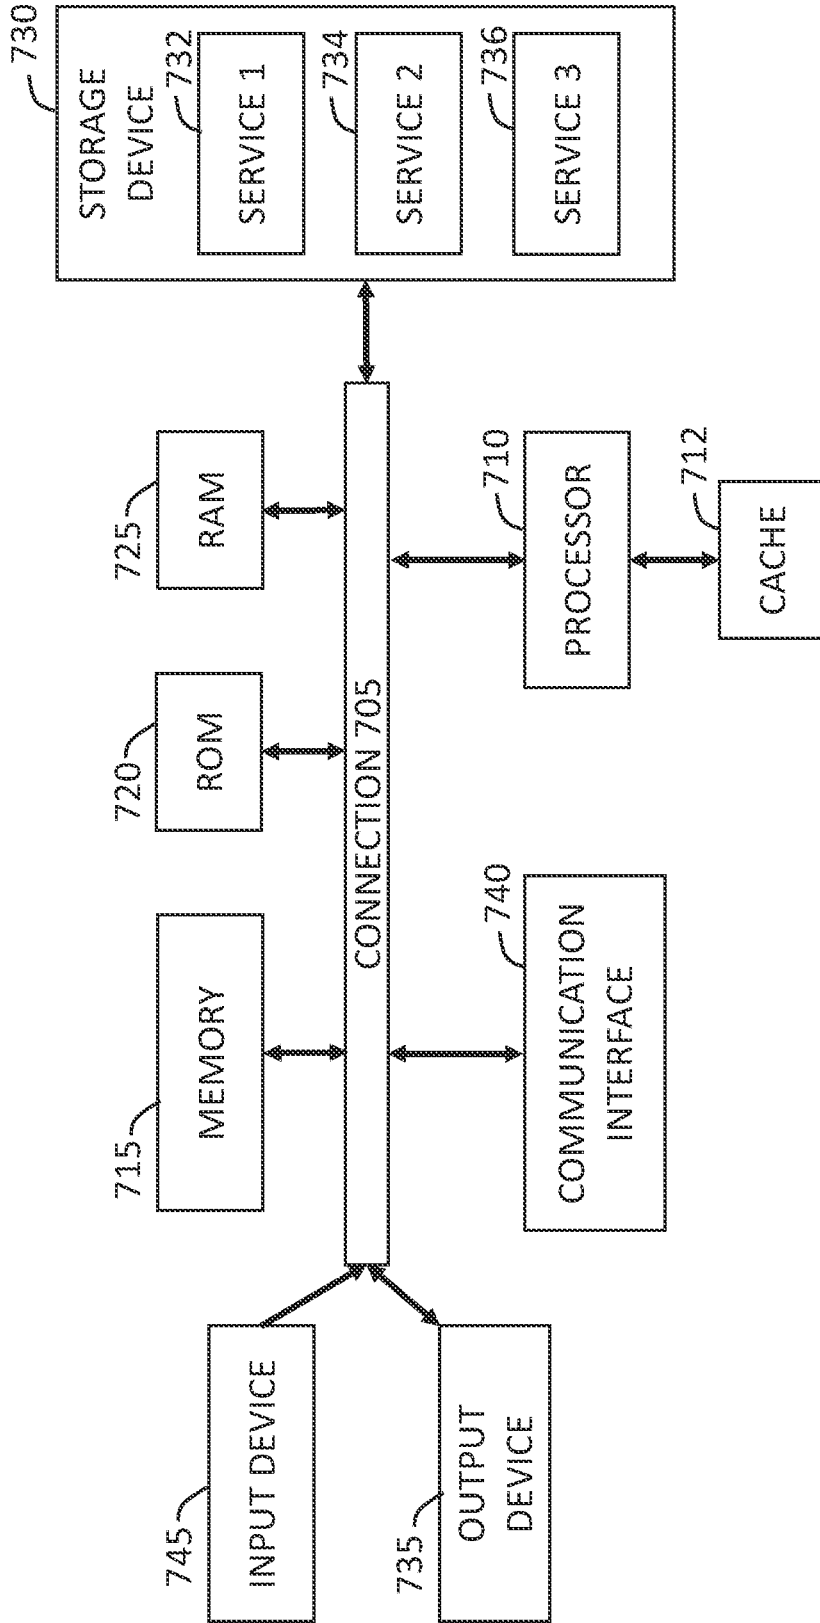 745
INPUT DEVICE
735
OUTPUT
DEVICE
715
MEMORY
720
ROM
725
RAM
CONNECTION 705
740
COMMUNICATION
INTERFACE
710
PROCESSOR
712
CACHE
730
STORAGE
DEVICE
732
SERVICE 1
734
SERVICE 2
736
SERVICE 3